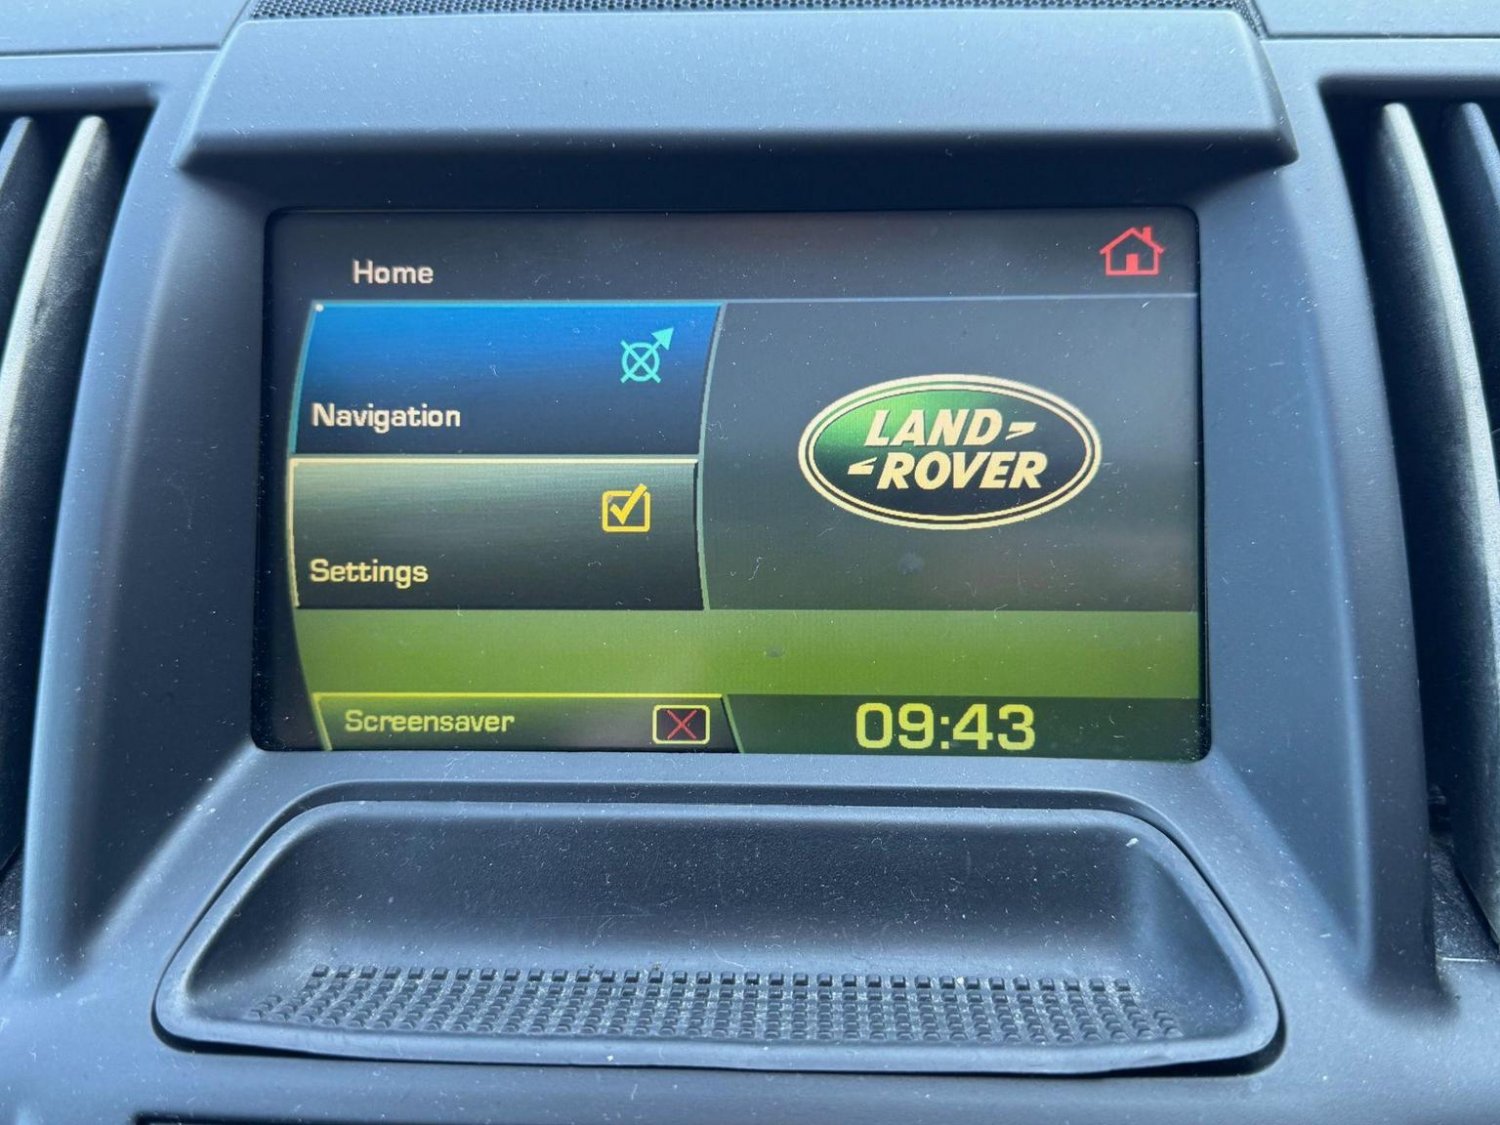 Home
Navigation
LAND
ROVER
Settings
Screensaver
09:43